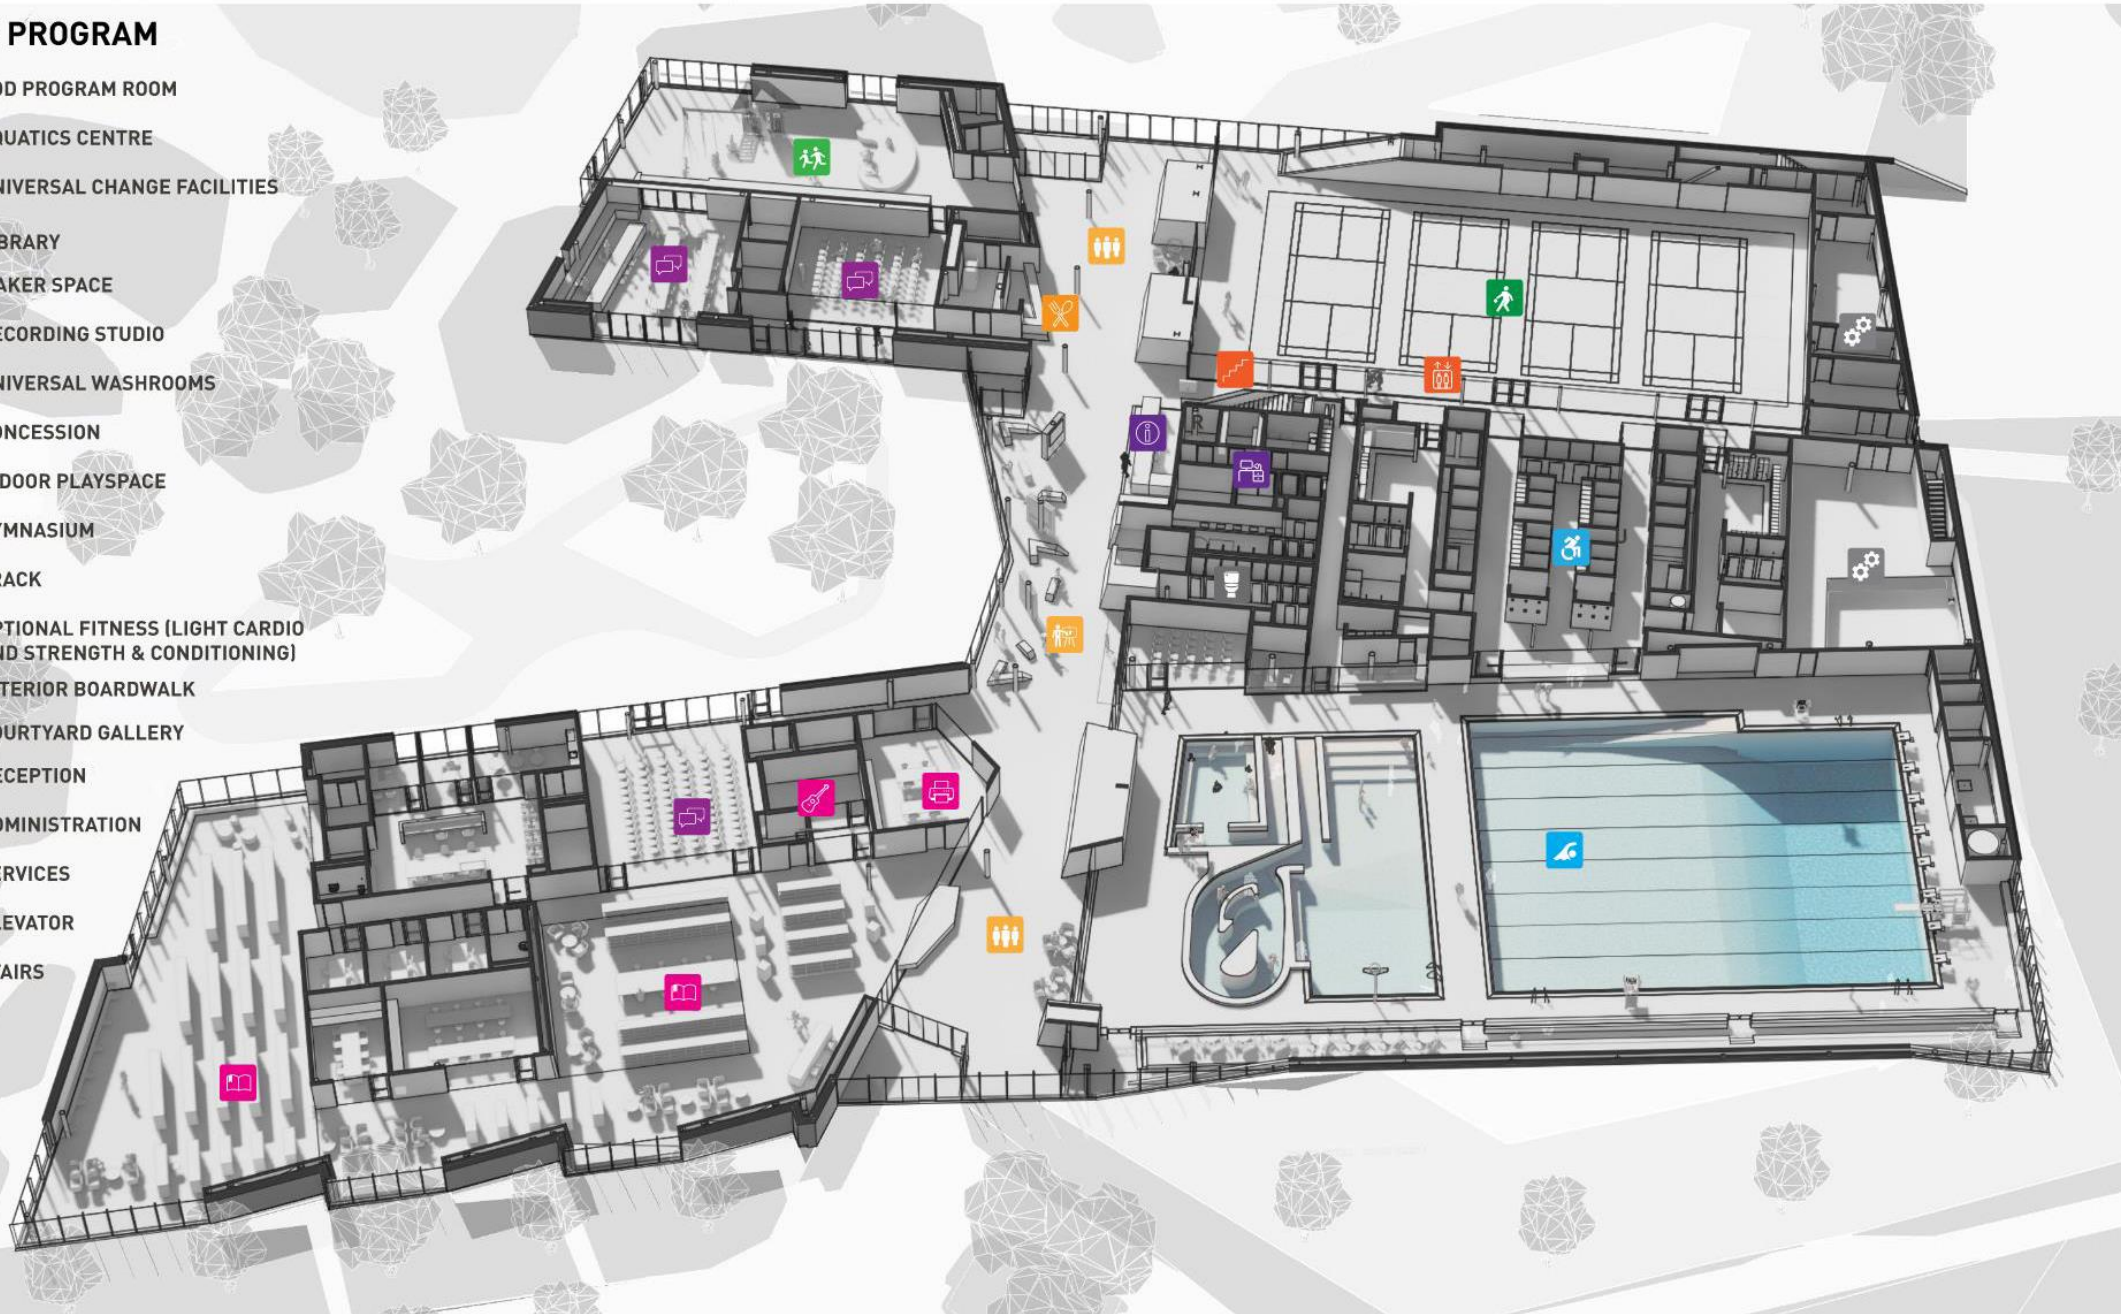 PROGRAM
OD PROGRAM ROOM
QUATICS CENTRE
NIVERSAL CHANGE FACILITIES
BRARY
AKER SPACE
ECORDING STUDIO
NIVERSAL WASHROOMS
ONCESSION
DOOR PLAYSPACE
YMNASIUM
RACK
PTIONAL FITNESS (LIGHT CARDIO
ND STRENGTH & CONDITIONING)
TERIOR BOARDWALK
OURTYARD GALLERY
ECEPTION
DMINISTRATION
ERVICES
LEVATOR
AIRS